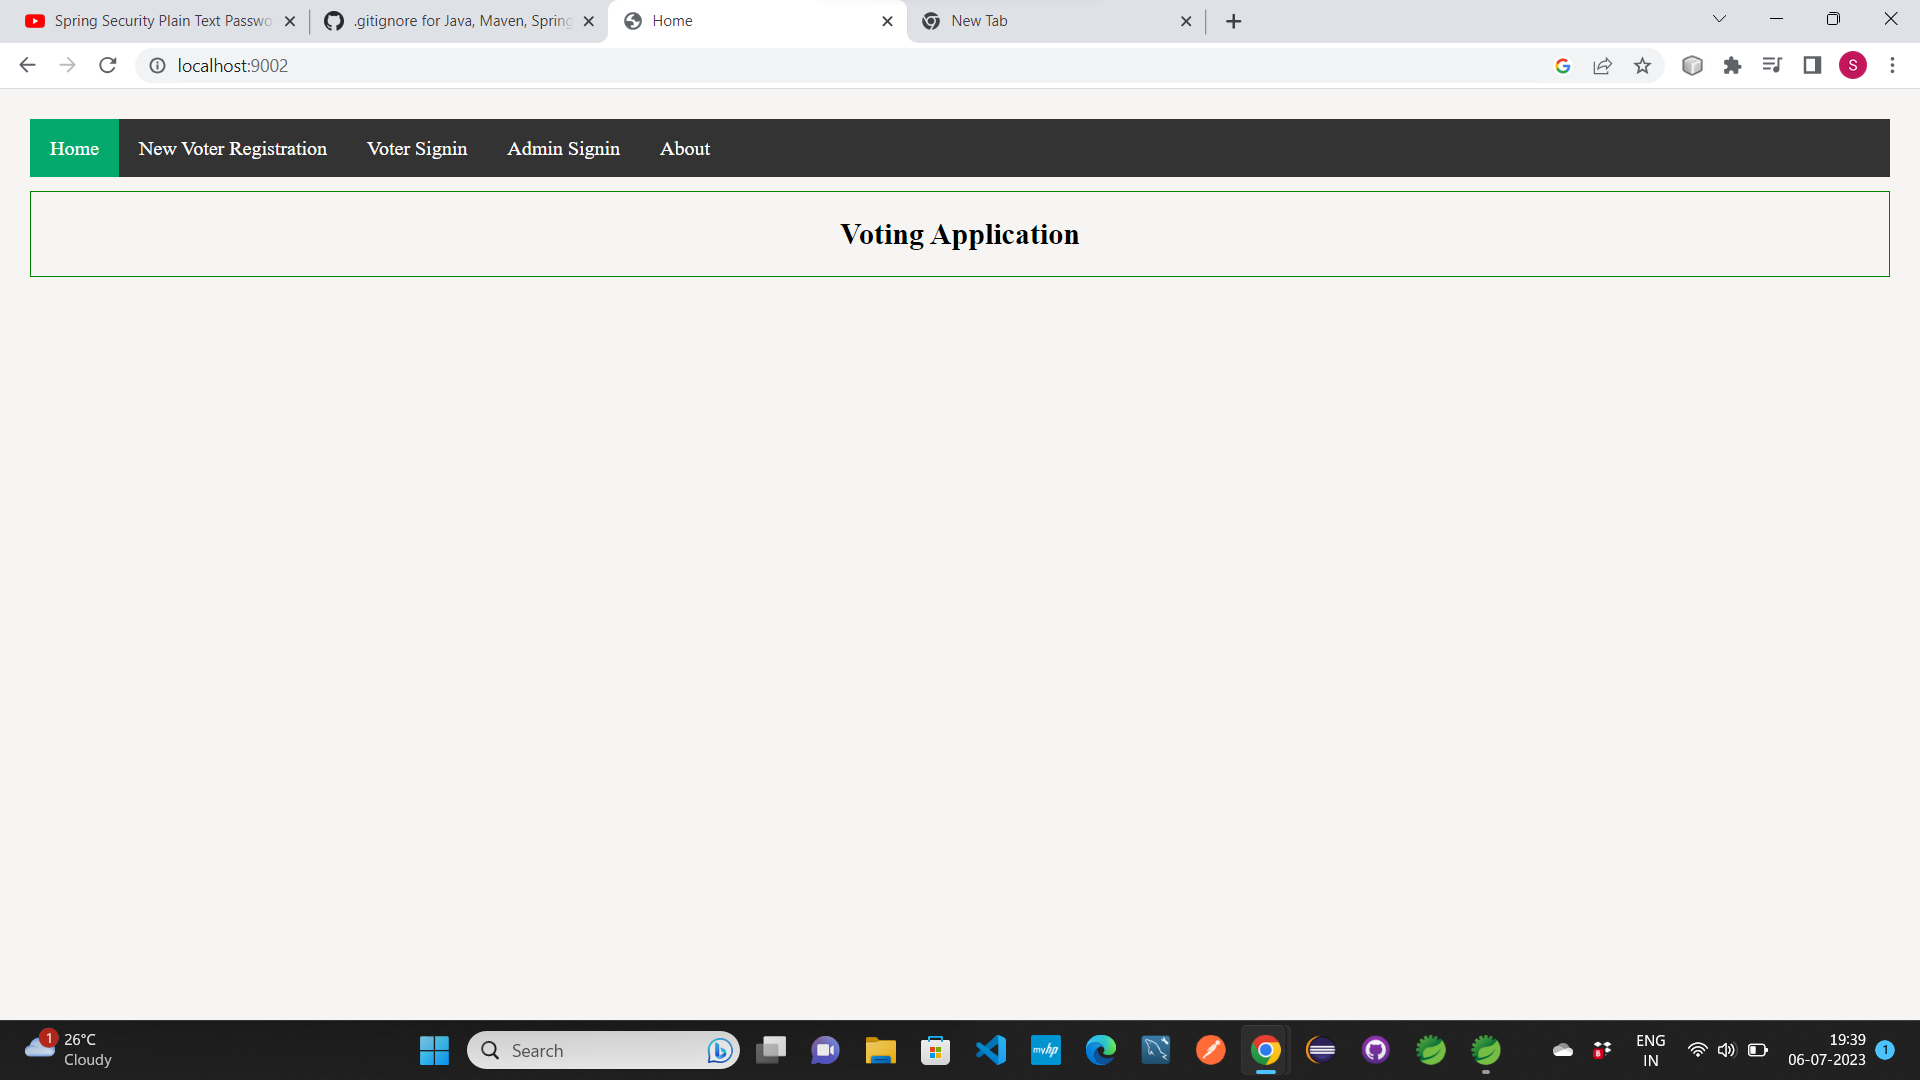 Spring Security Plain Text Passwo
.gitignore for Java, Maven, Spring
Home
New Tab
localhost:9002
S
Home
New Voter Registration
Voter Signin
Admin Signin
About
Voting Application
1
26°C
Cloudy
Search
myhp
8
ENG
IN
19:39
06-07-2023
1